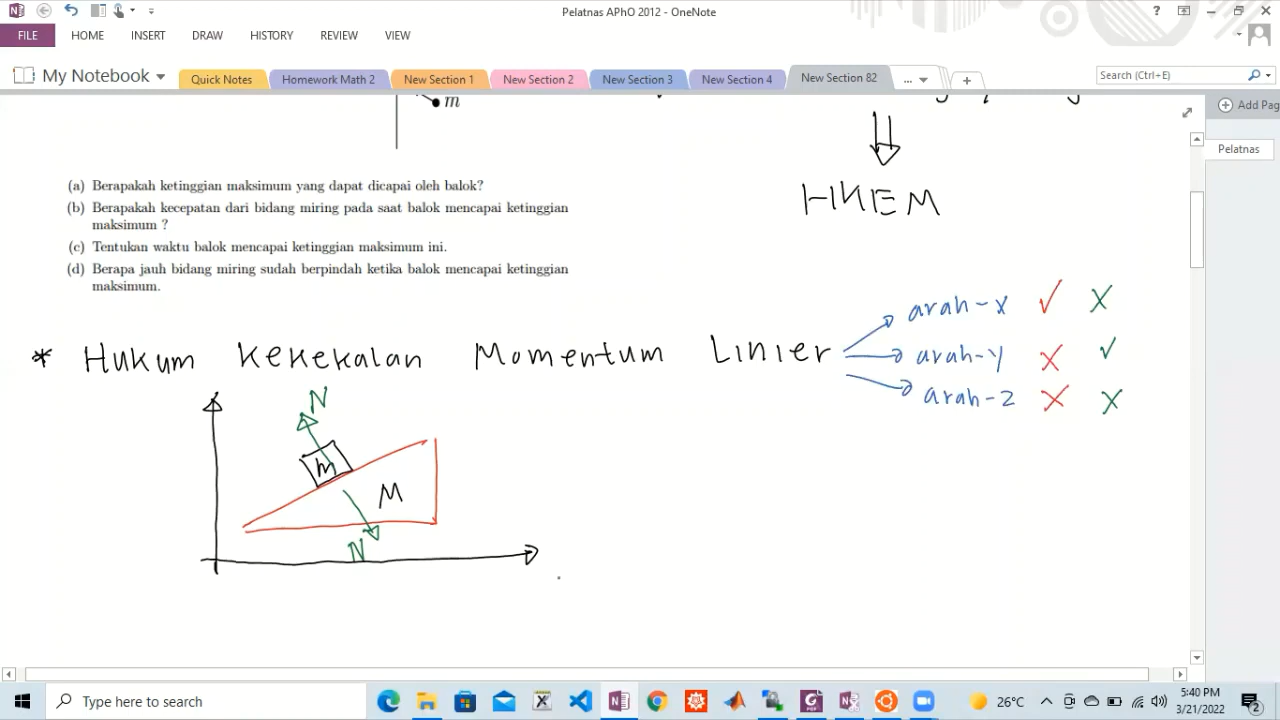 Pelatnas APhO 2012 - OneNote
FILE HOME INSERT DRAW HISTORY REVIEW VIEW
My Notebook Quick Notes Homework Math 2 New Section 1 New Section 2 New Section 3 New Section 4 New Section 82 ... + Search (Ctrl+E)
Add Pag
Pelatnas
m
(a) Berapakah ketinggian maksimum yang dapat dicapai oleh balok?
(b) Berapakah kecepatan dari bidang miring pada saat balok mencapai ketinggian
maksimum ?
(c) Tentukan waktu balok mencapai ketinggian maksimum ini.
(d) Berapa jauh bidang miring sudah berpindah ketika balok mencapai ketinggian
maksimum.
HKEM
* Hukum Kekekalan Momentum Linier
arah-x ✓ X
arah-y X ✓
arah-z X X
N
m
M
N
Type here to search
26°C
5:40 PM
3/21/2022
2